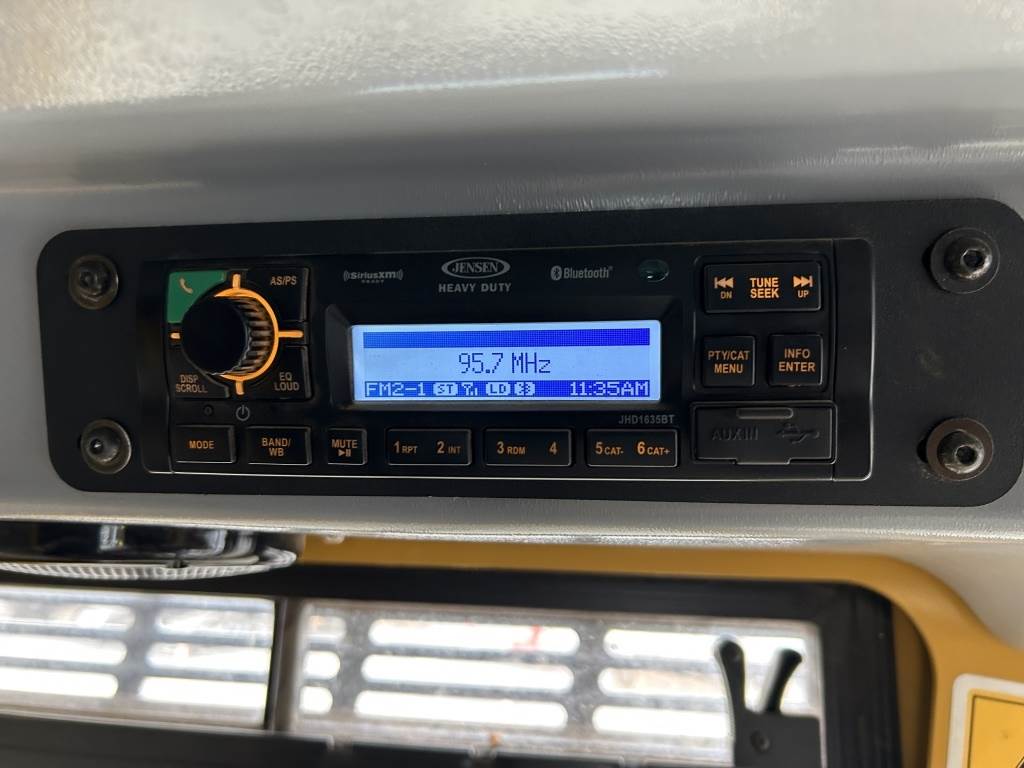 AS/PS
((SiriusXM))
READY
JENSEN
HEAVY DUTY
Bluetooth®
TUNE
SEEK
DN
UP
95.7 MHz
FM2-1 ST LD 11:35AM
DISP
SCROLL
EQ
LOUD
PTY/CAT
MENU
INFO
ENTER
JHD1635BT
MODE
BAND/
WB
MUTE
1 RPT 2 INT
3 RDM 4
5 CAT- 6 CAT+
AUX IN